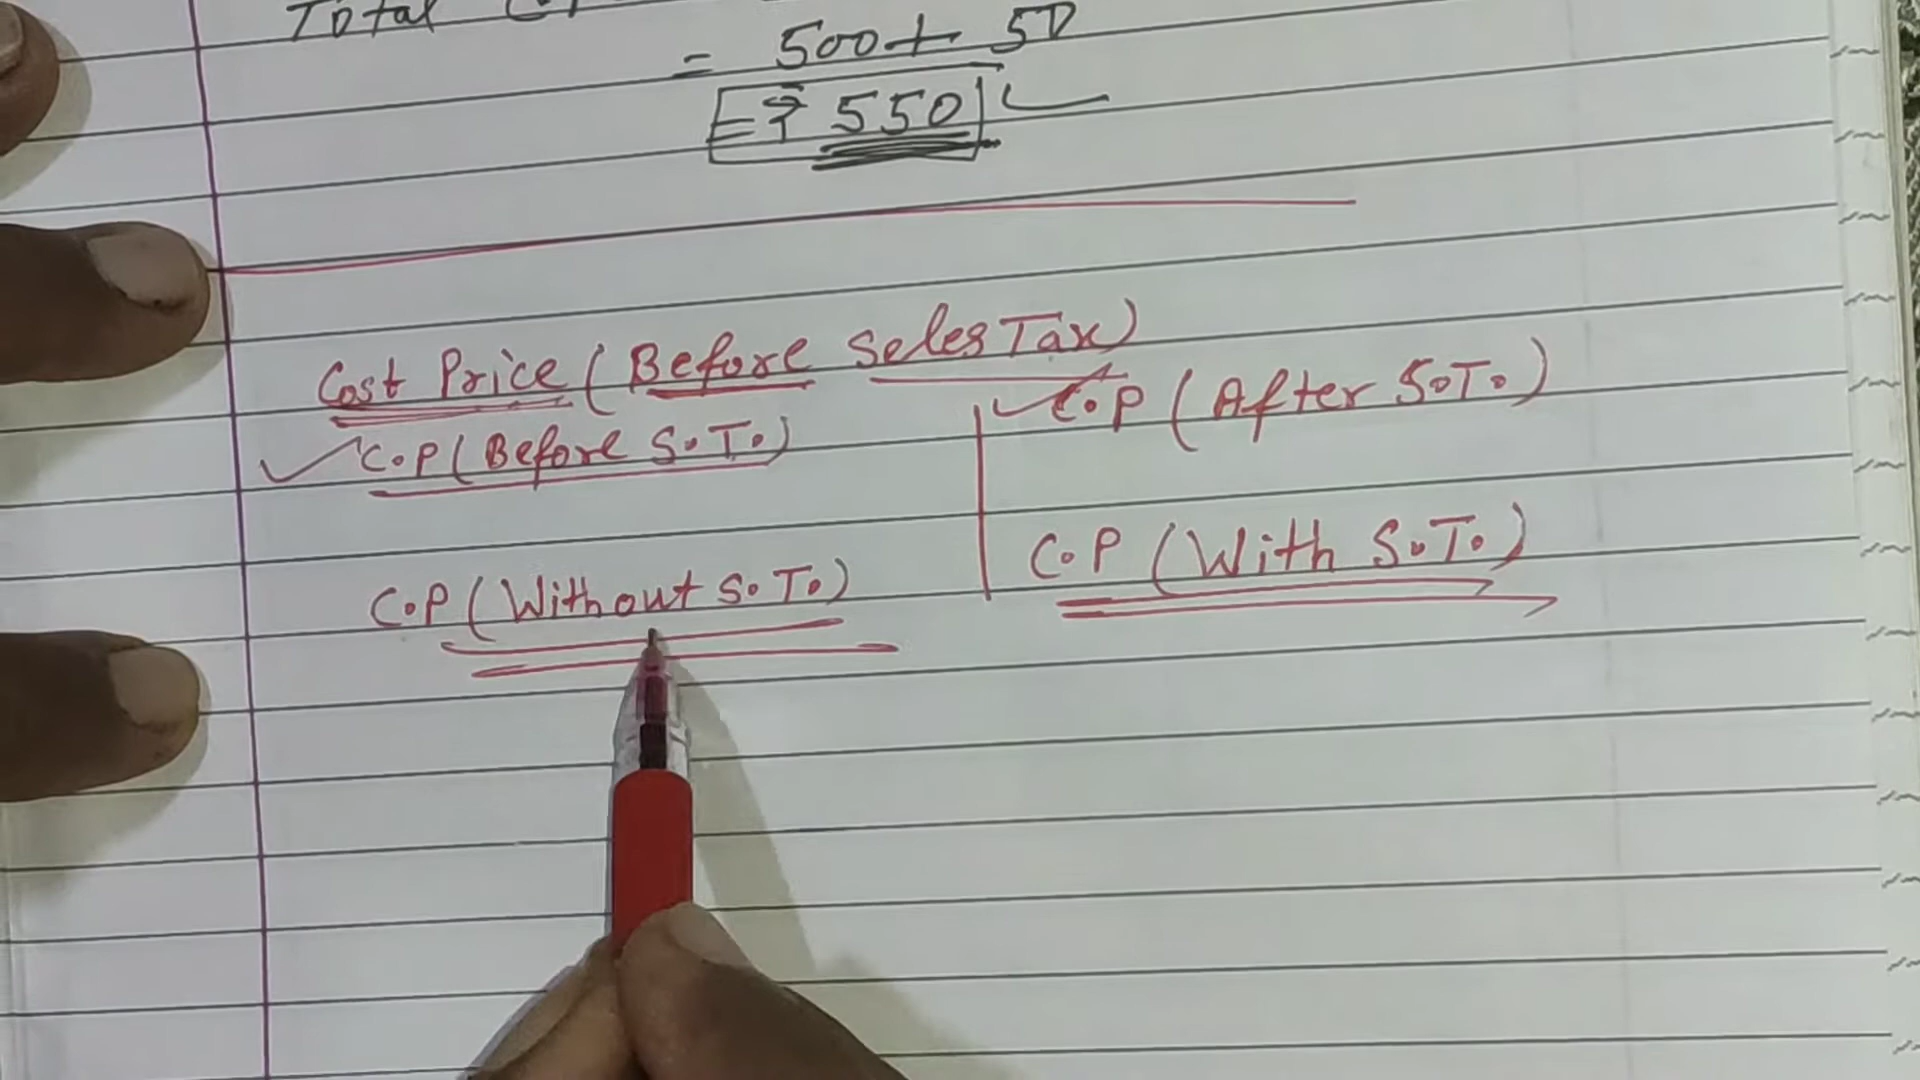 Total
= 500 + 50
= ₹ 550
Cost Price (Before Seles Tax)
C.P (Before S.T.)
C.P (After S.T.)
C.P (Without S.T.)
C.P (With S.T.)